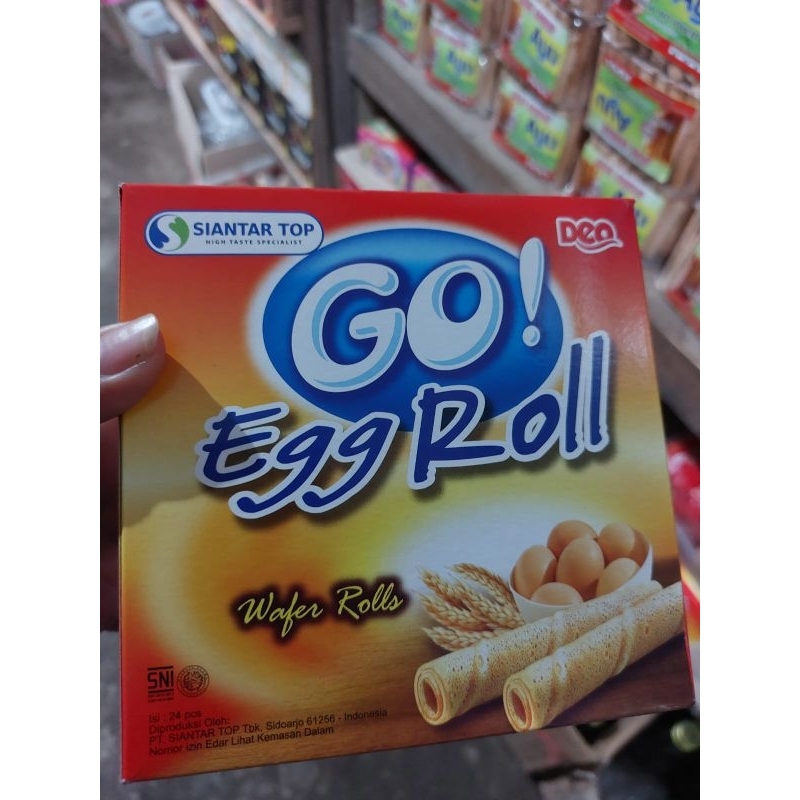 SIANTAR TOP
HIGH TASTE SPECIALIST
Deo
GO!
Egg Roll
Wafer Rolls
SNI
Isi : 24 pcs
Diproduksi Oleh:
PT. SIANTAR TOP Tbk, Sidoarjo 61256 - Indonesia
Nomor izin Edar Lihat Kemasan Dalam